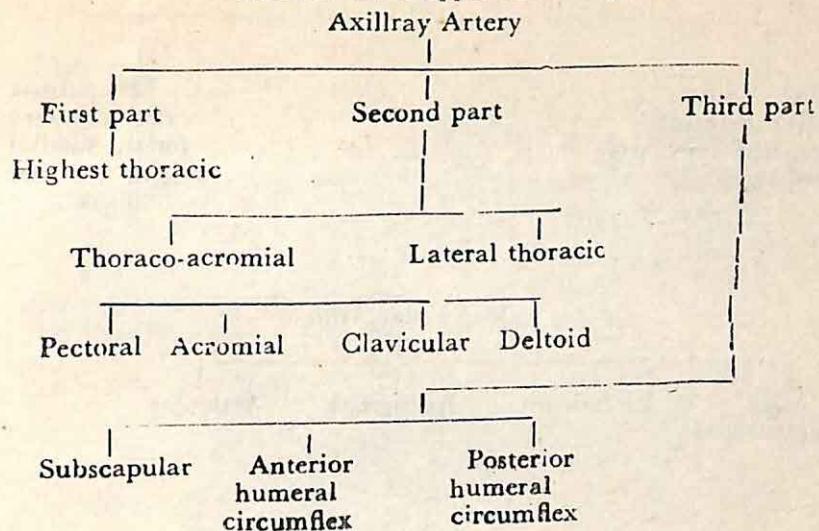 Axillray Artery
First part Second part Third part
Highest thoracic
Thoraco-acromial Lateral thoracic
Pectoral Acromial Clavicular Deltoid
Subscapular Anterior Posterior
humeral humeral
circumflex circumflex